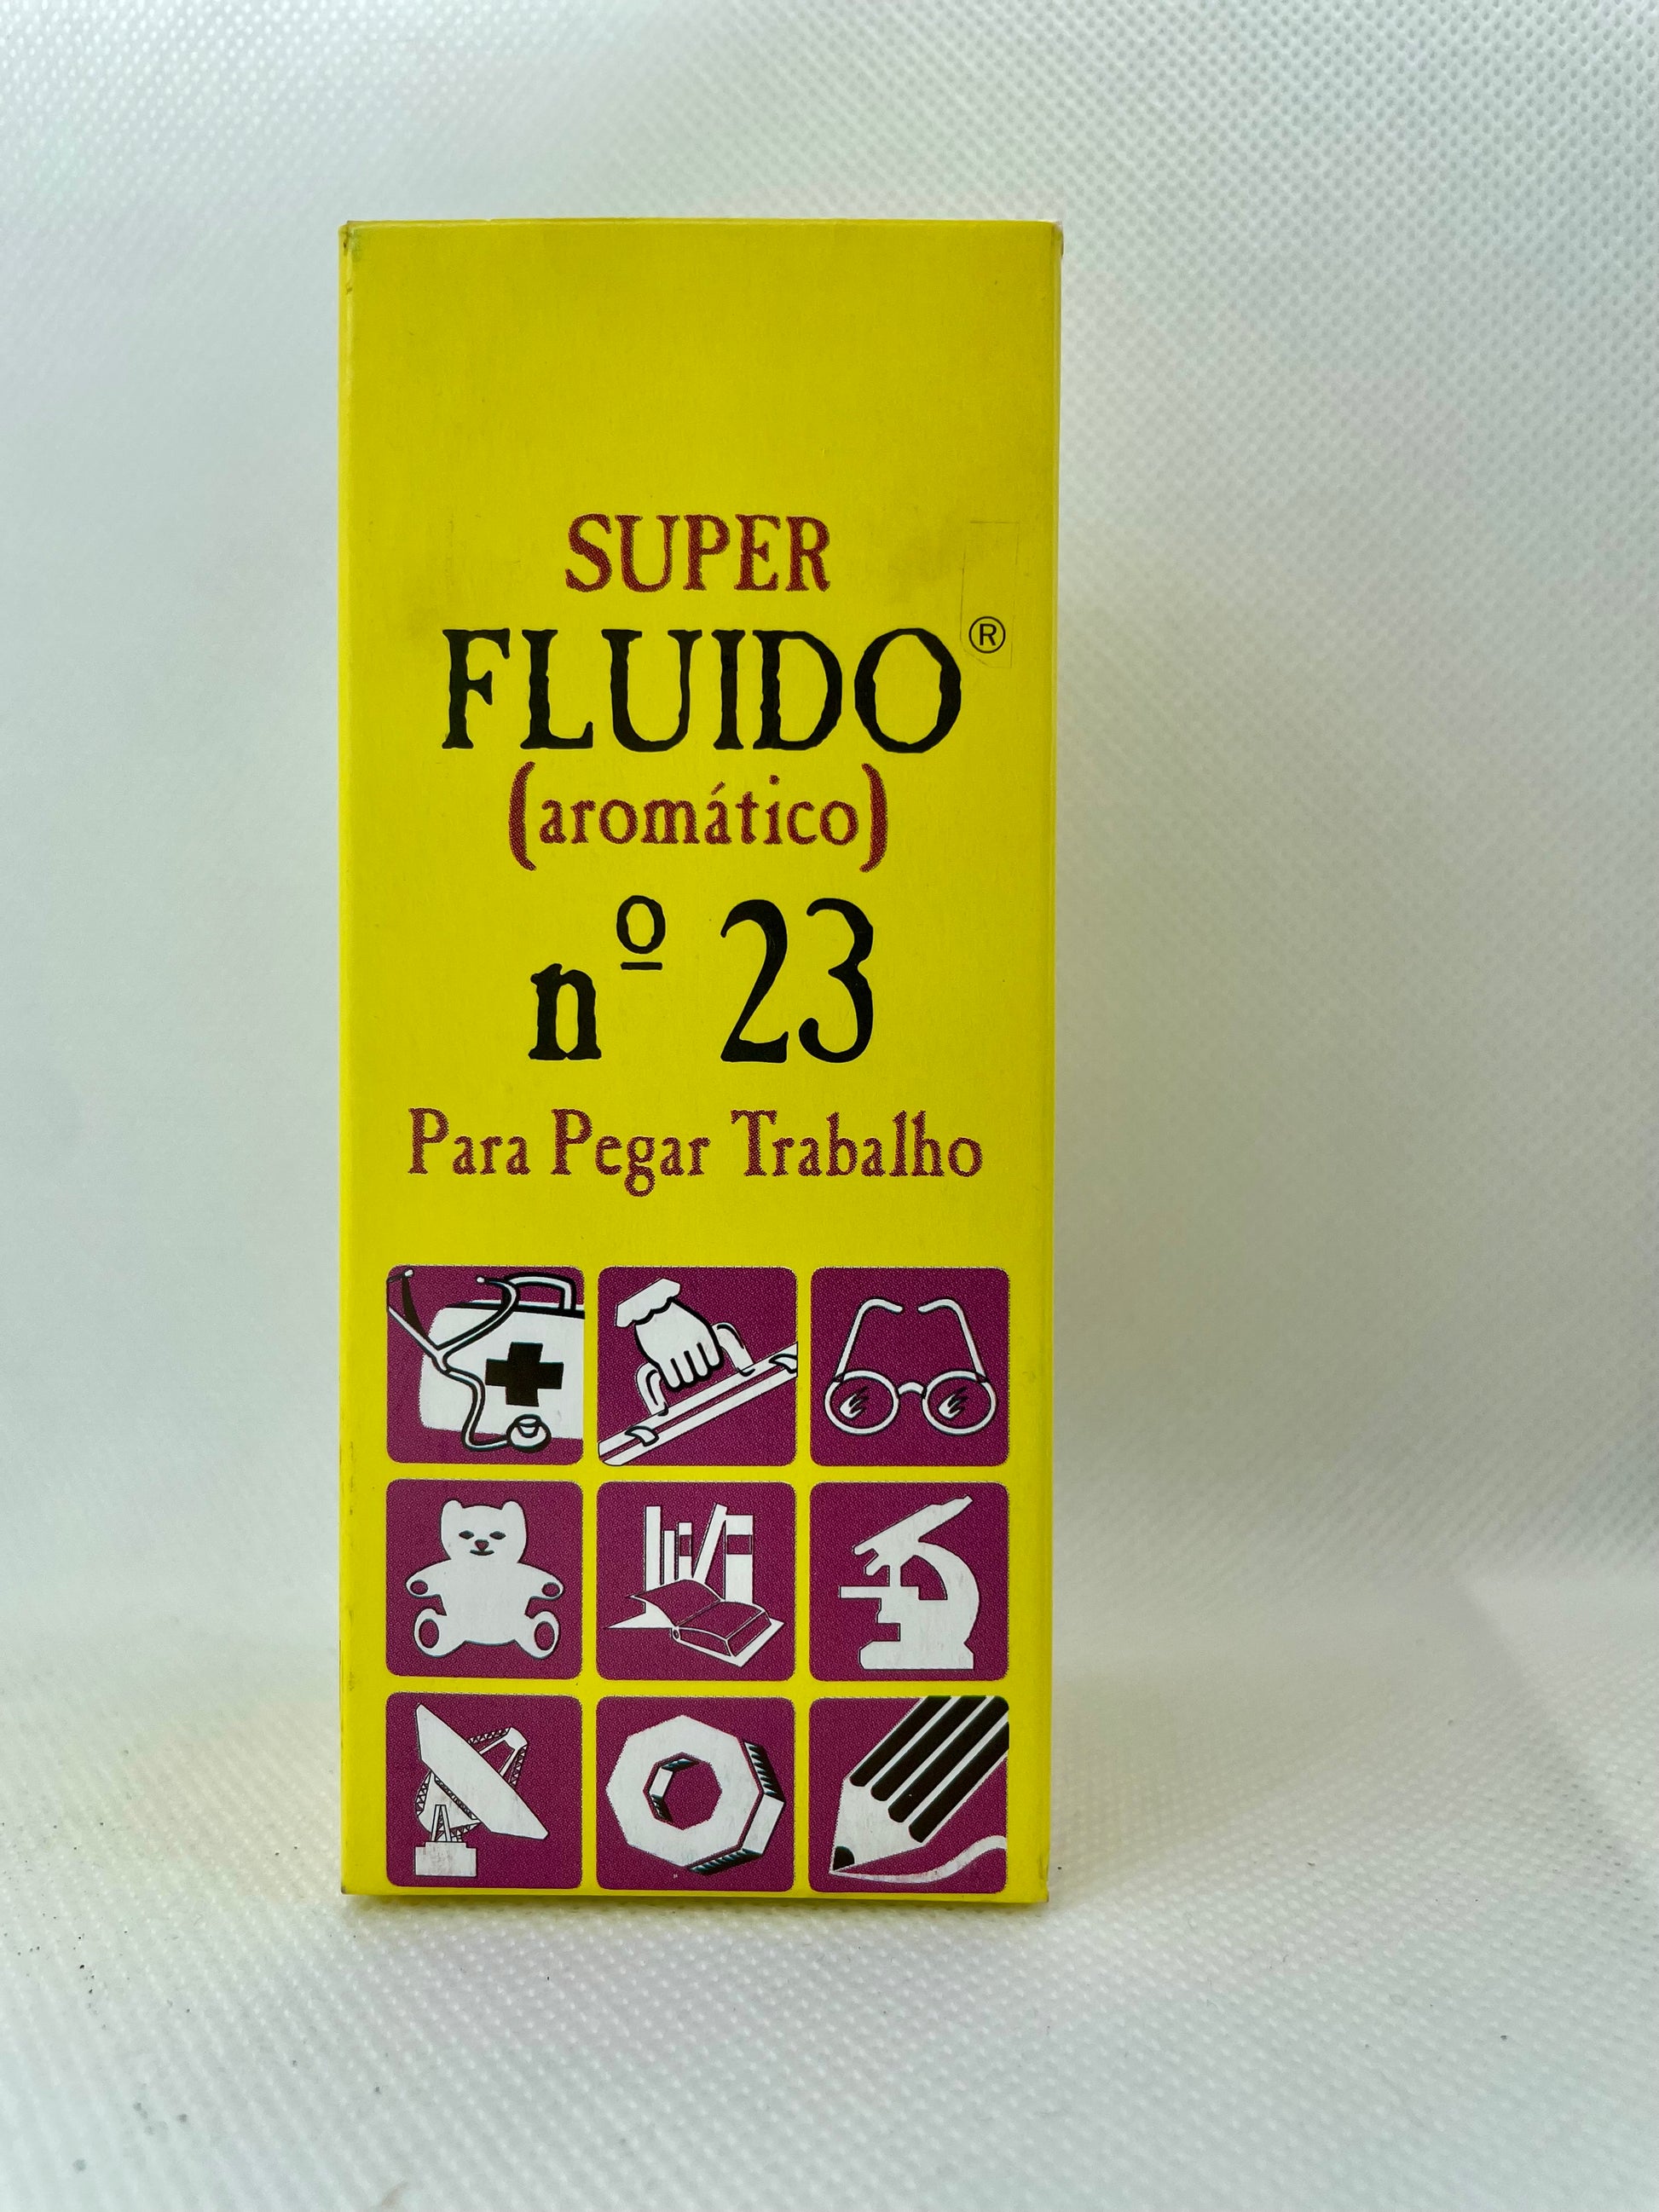 SUPER
FLUIDO®
(aromático)
nº 23
Para Pegar Trabalho